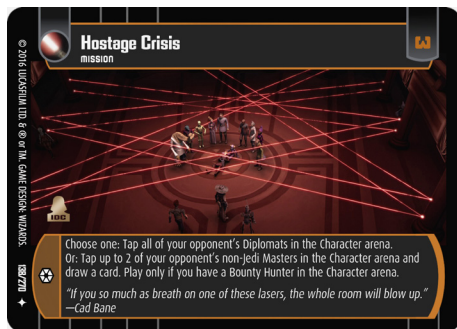 Hostage Crisis
MISSION
© 2016 LUCASFILM LTD. & ® or TM. GAME DESIGN: WIZARDS.
138/270
IDC
Choose one: Tap all of your opponent's Diplomats in the Character arena.
Or: Tap up to 2 of your opponent's non-Jedi Masters in the Character arena and
draw a card. Play only if you have a Bounty Hunter in the Character arena.
"If you so much as breath on one of these lasers, the whole room will blow up."
—Cad Bane